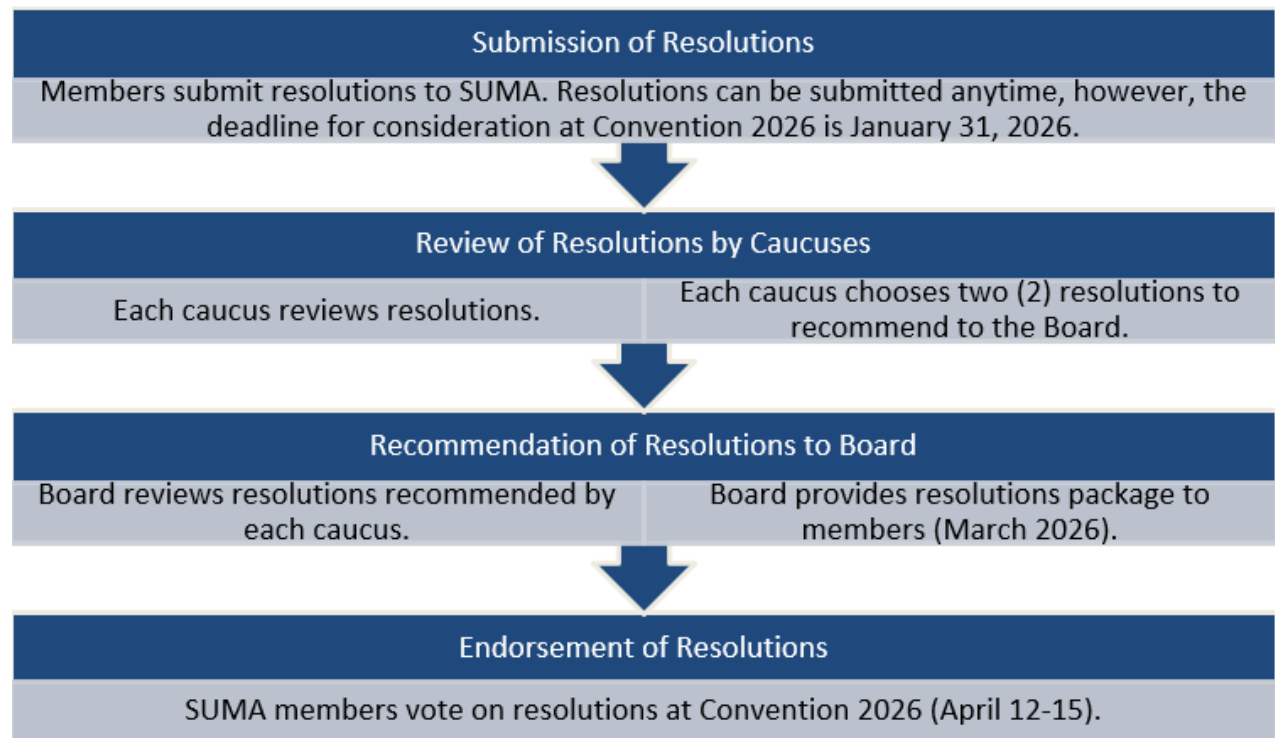 Submission of Resolutions
Members submit resolutions to SUMA. Resolutions can be submitted anytime, however, the
deadline for consideration at Convention 2026 is January 31, 2026.
Review of Resolutions by Caucuses
Each caucus reviews resolutions.
Each caucus chooses two (2) resolutions to
recommend to the Board.
Recommendation of Resolutions to Board
Board reviews resolutions recommended by
each caucus.
Board provides resolutions package to
members (March 2026).
Endorsement of Resolutions
SUMA members vote on resolutions at Convention 2026 (April 12-15).